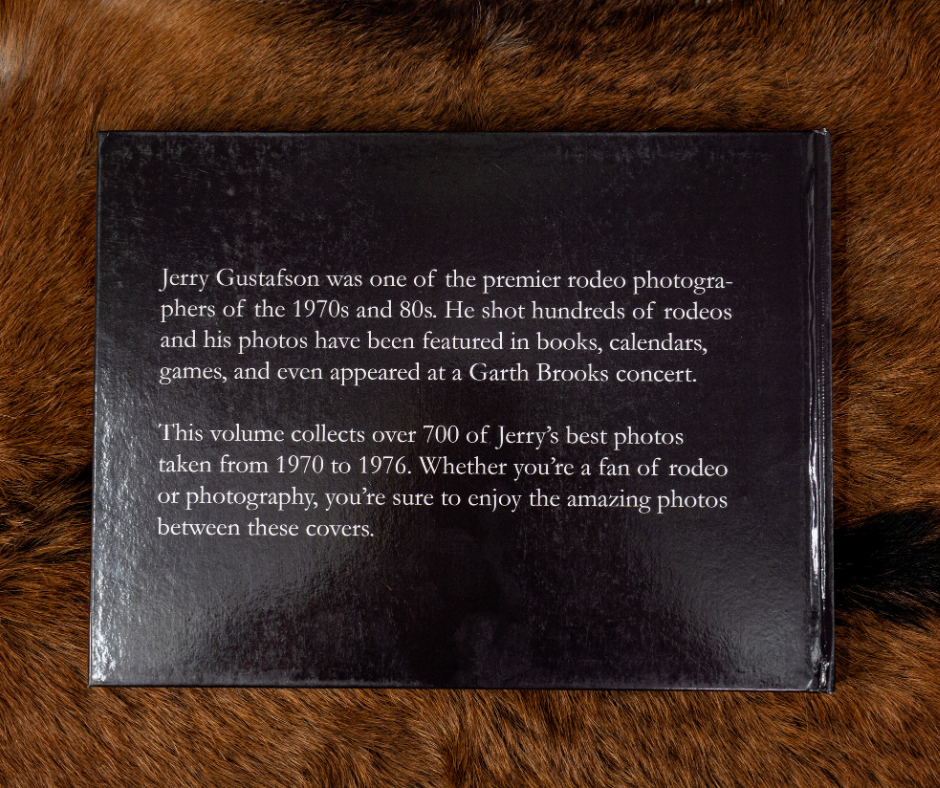 Jerry Gustafson was one of the premier rodeo photogra-
phers of the 1970s and 80s. He shot hundreds of rodeos
and his photos have been featured in books, calendars,
games, and even appeared at a Garth Brooks concert.
This volume collects over 700 of Jerry's best photos
taken from 1970 to 1976. Whether you're a fan of rodeo
or photography, you're sure to enjoy the amazing photos
between these covers.